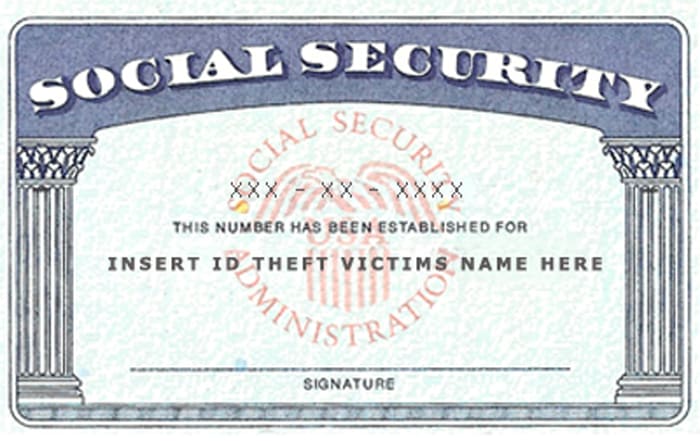 SOCIAL SECURITY
SOCIAL SECURITY
XXX - XX - XXXX
THIS NUMBER HAS BEEN ESTABLISHED FOR
USA
INSERT ID THEFT VICTIMS NAME HERE
ADMINISTRATION
SIGNATURE